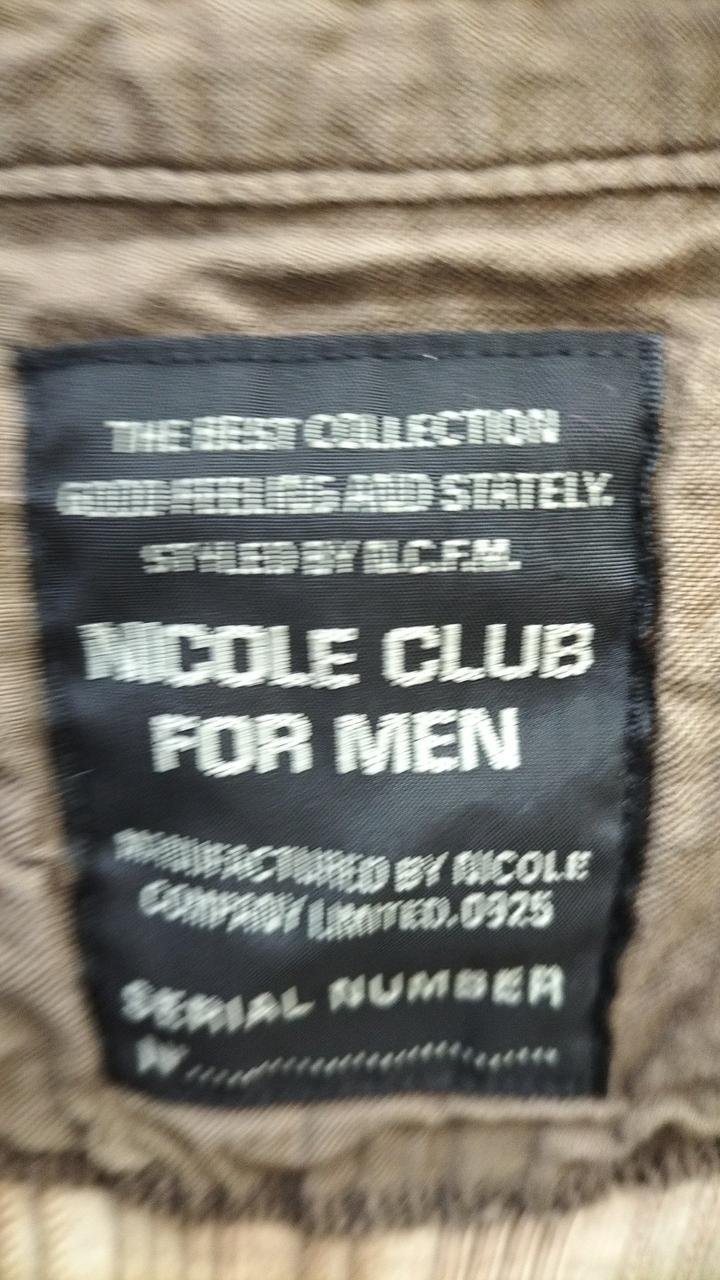 THE BEST COLLECTION
GOOD FEELINGS AND STATELY.
STYLED BY D.C.F.M.
NICOLE CLUB
FOR MEN
MANUFACTURED BY NICOLE
COMPANY LIMITED.0925
SERIAL NUMBER